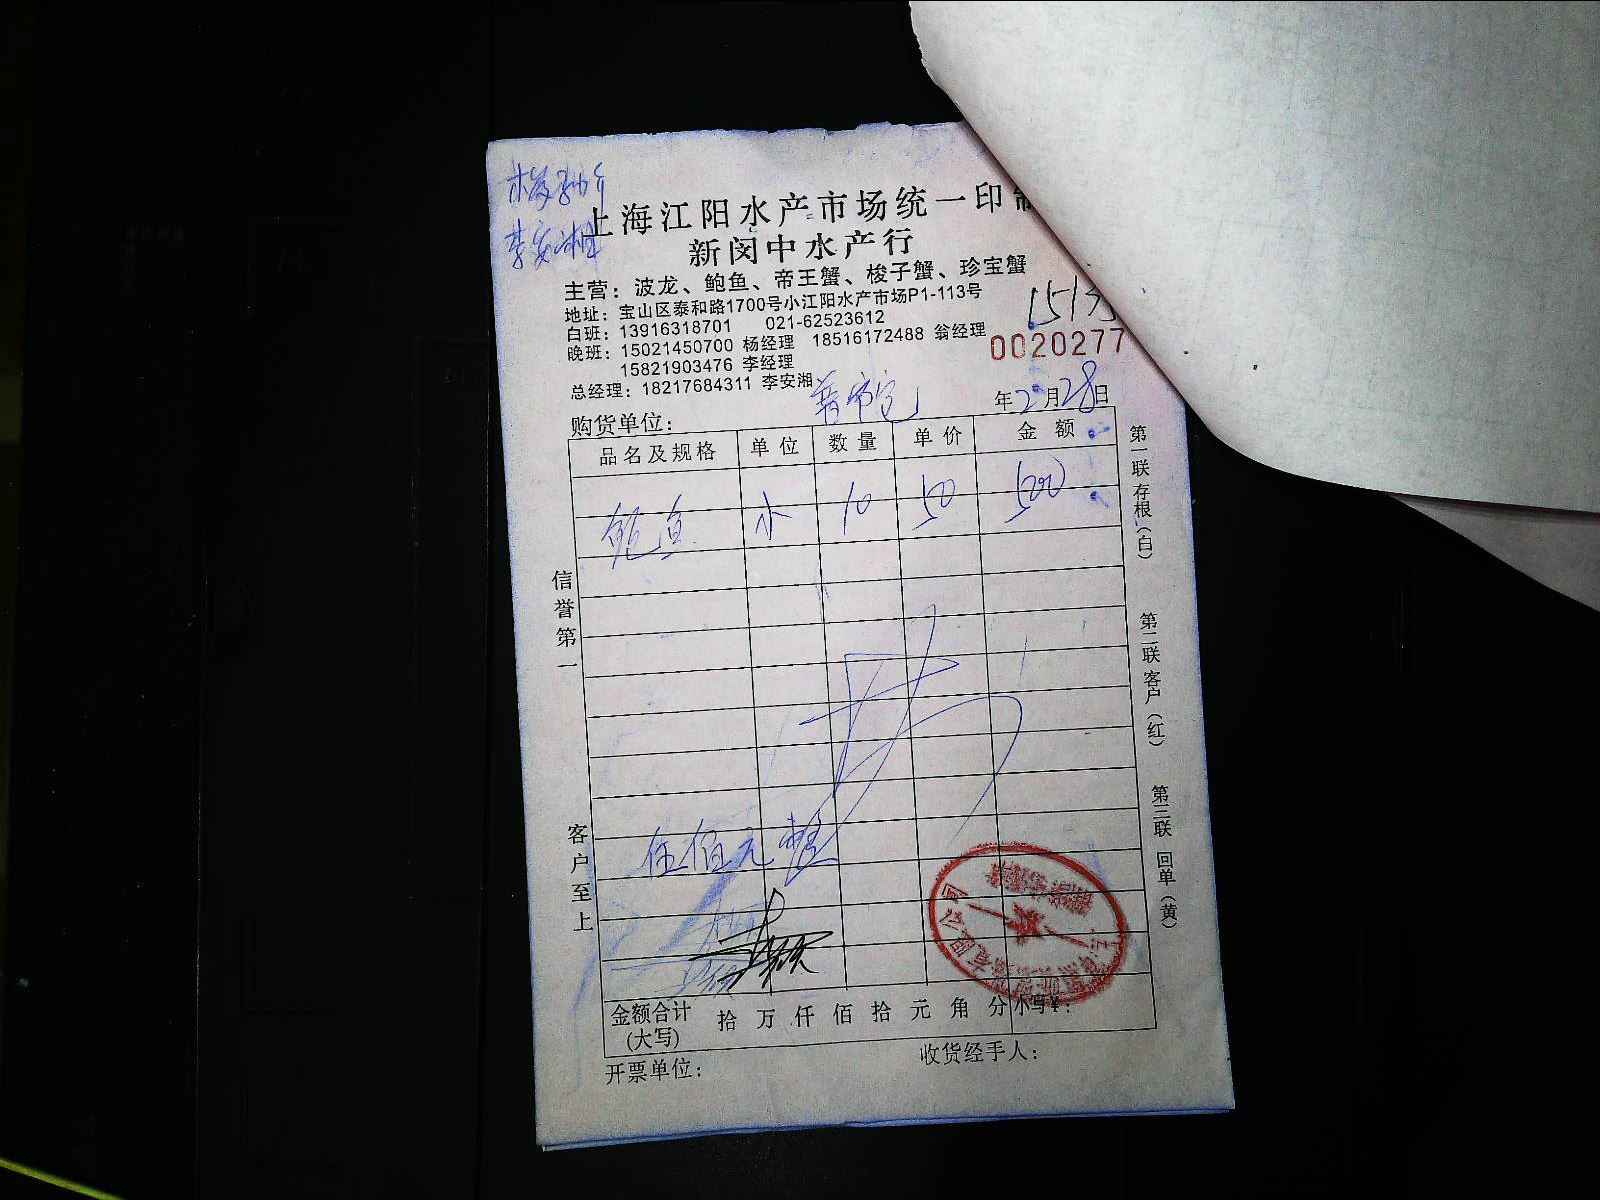 上海江阳水产市场统一印制
新闵中水产行
主营：波龙、鲍鱼、帝王蟹、梭子蟹、珍宝蟹
地址：宝山区泰和路1700号小江阳水产市场P1-113号
白班：13916318701 021-62523612
晚班：15021450700 杨经理 18516172488 翁经理
15821903476 李经理
总经理：18217684311 李安湘
0020277
购货单位：
年2月28日
品名及规格 单位 数量 单价 金额
鲍鱼 小 10 50 500
伍佰元整
金额合计(大写) 拾 万 仟 佰 拾 元 角 分 小写￥：
开票单位：
收货经手人：
信誉第一
客户至上
第一联 存根（白）
第二联 客户（红）
第三联 回单（黄）
有限公司